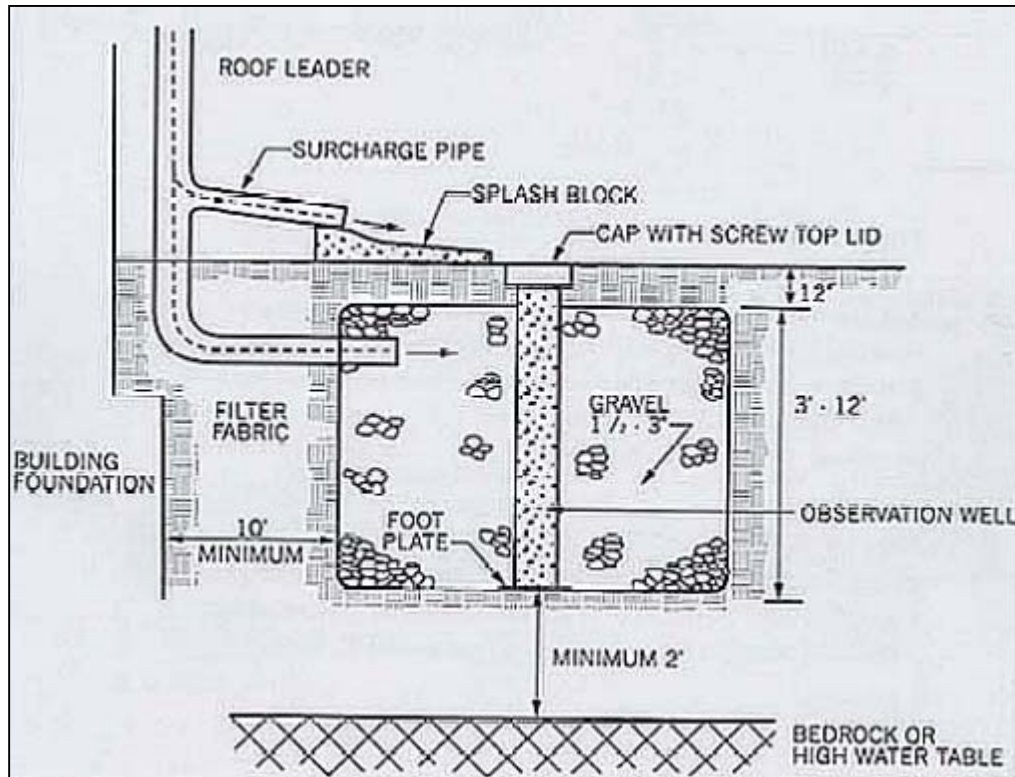 ROOF LEADER
SURCHARGE PIPE
SPLASH BLOCK
CAP WITH SCREW TOP LID
12"
FILTER
FABRIC
GRAVEL
1 1/2 - 3"
3' - 12'
BUILDING
FOUNDATION
10'
MINIMUM
FOOT
PLATE
OBSERVATION WELL
MINIMUM 2'
BEDROCK OR
HIGH WATER TABLE